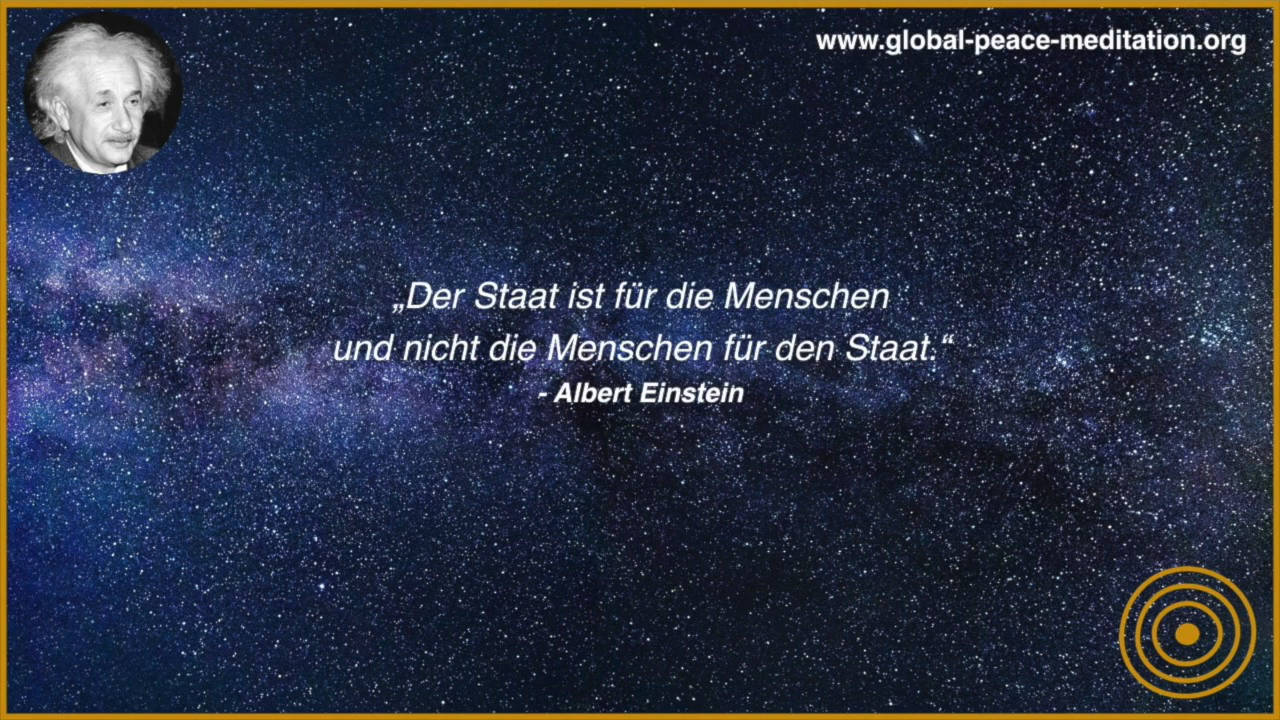 www.global-peace-meditation.org
„Der Staat ist für die Menschen
und nicht die Menschen für den Staat.“
- Albert Einstein